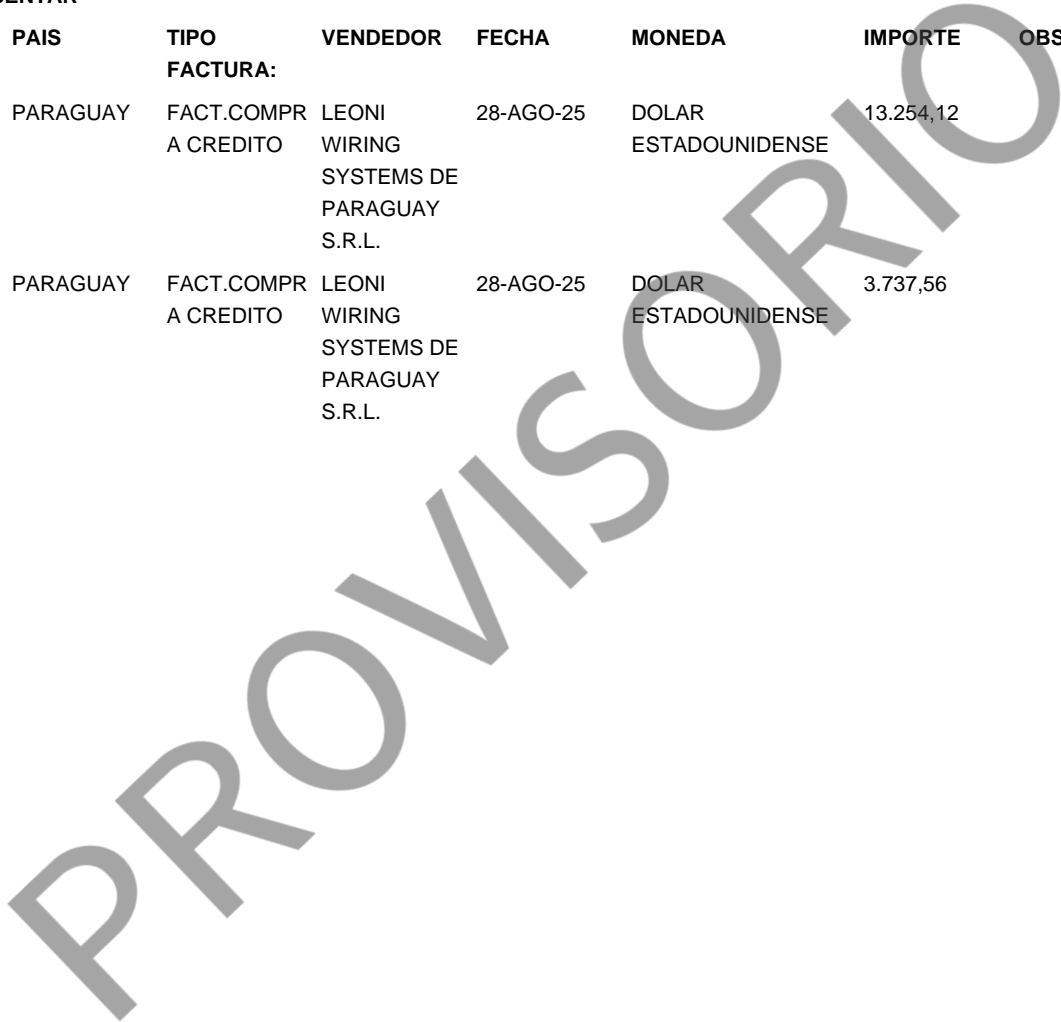 PAIS TIPO VENDEDOR FECHA MONEDA IMPORTE
FACTURA:
PARAGUAY FACT.COMPR LEONI 28-AGO-25 DOLAR 13.254,12
A CREDITO WIRING ESTADOUNIDENSE
SYSTEMS DE
PARAGUAY
S.R.L.
PARAGUAY FACT.COMPR LEONI 28-AGO-25 DOLAR 3.737,56
A CREDITO WIRING ESTADOUNIDENSE
SYSTEMS DE
PARAGUAY
S.R.L.
PROVISORIO